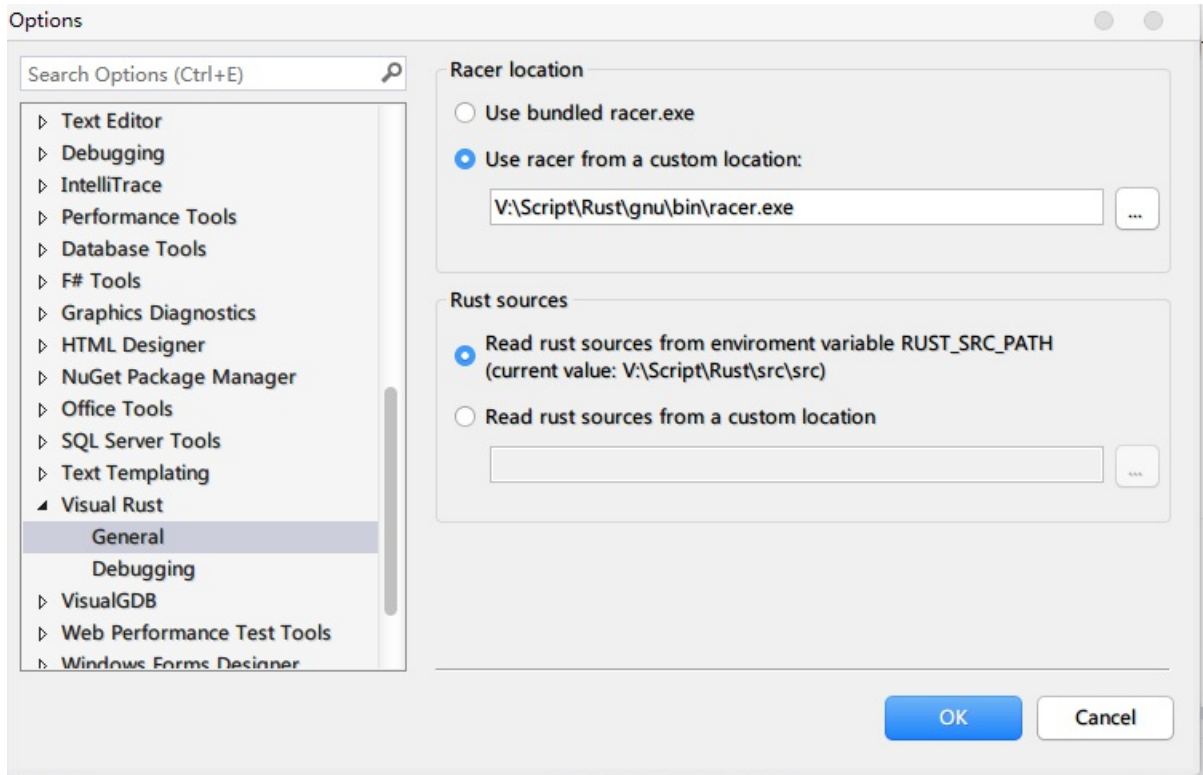 Options
Search Options (Ctrl+E)
Text Editor
Debugging
IntelliTrace
Performance Tools
Database Tools
F# Tools
Graphics Diagnostics
HTML Designer
NuGet Package Manager
Office Tools
SQL Server Tools
Text Templating
Visual Rust
General
Debugging
VisualGDB
Web Performance Test Tools
Windows Forms Designer
Racer location
Use bundled racer.exe
Use racer from a custom location:
V:\Script\Rust\gnu\bin\racer.exe
...
Rust sources
Read rust sources from enviroment variable RUST_SRC_PATH
(current value: V:\Script\Rust\src\src)
Read rust sources from a custom location
...
OK
Cancel